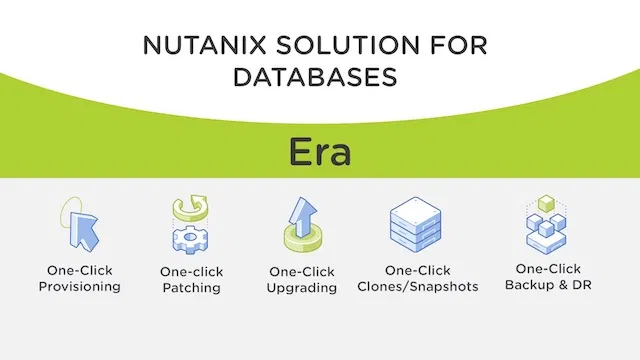 NUTANIX SOLUTION FOR
DATABASES
Era
One-Click
Provisioning
One-click
Patching
One-Click
Upgrading
One-Click
Clones/Snapshots
One-Click
Backup & DR